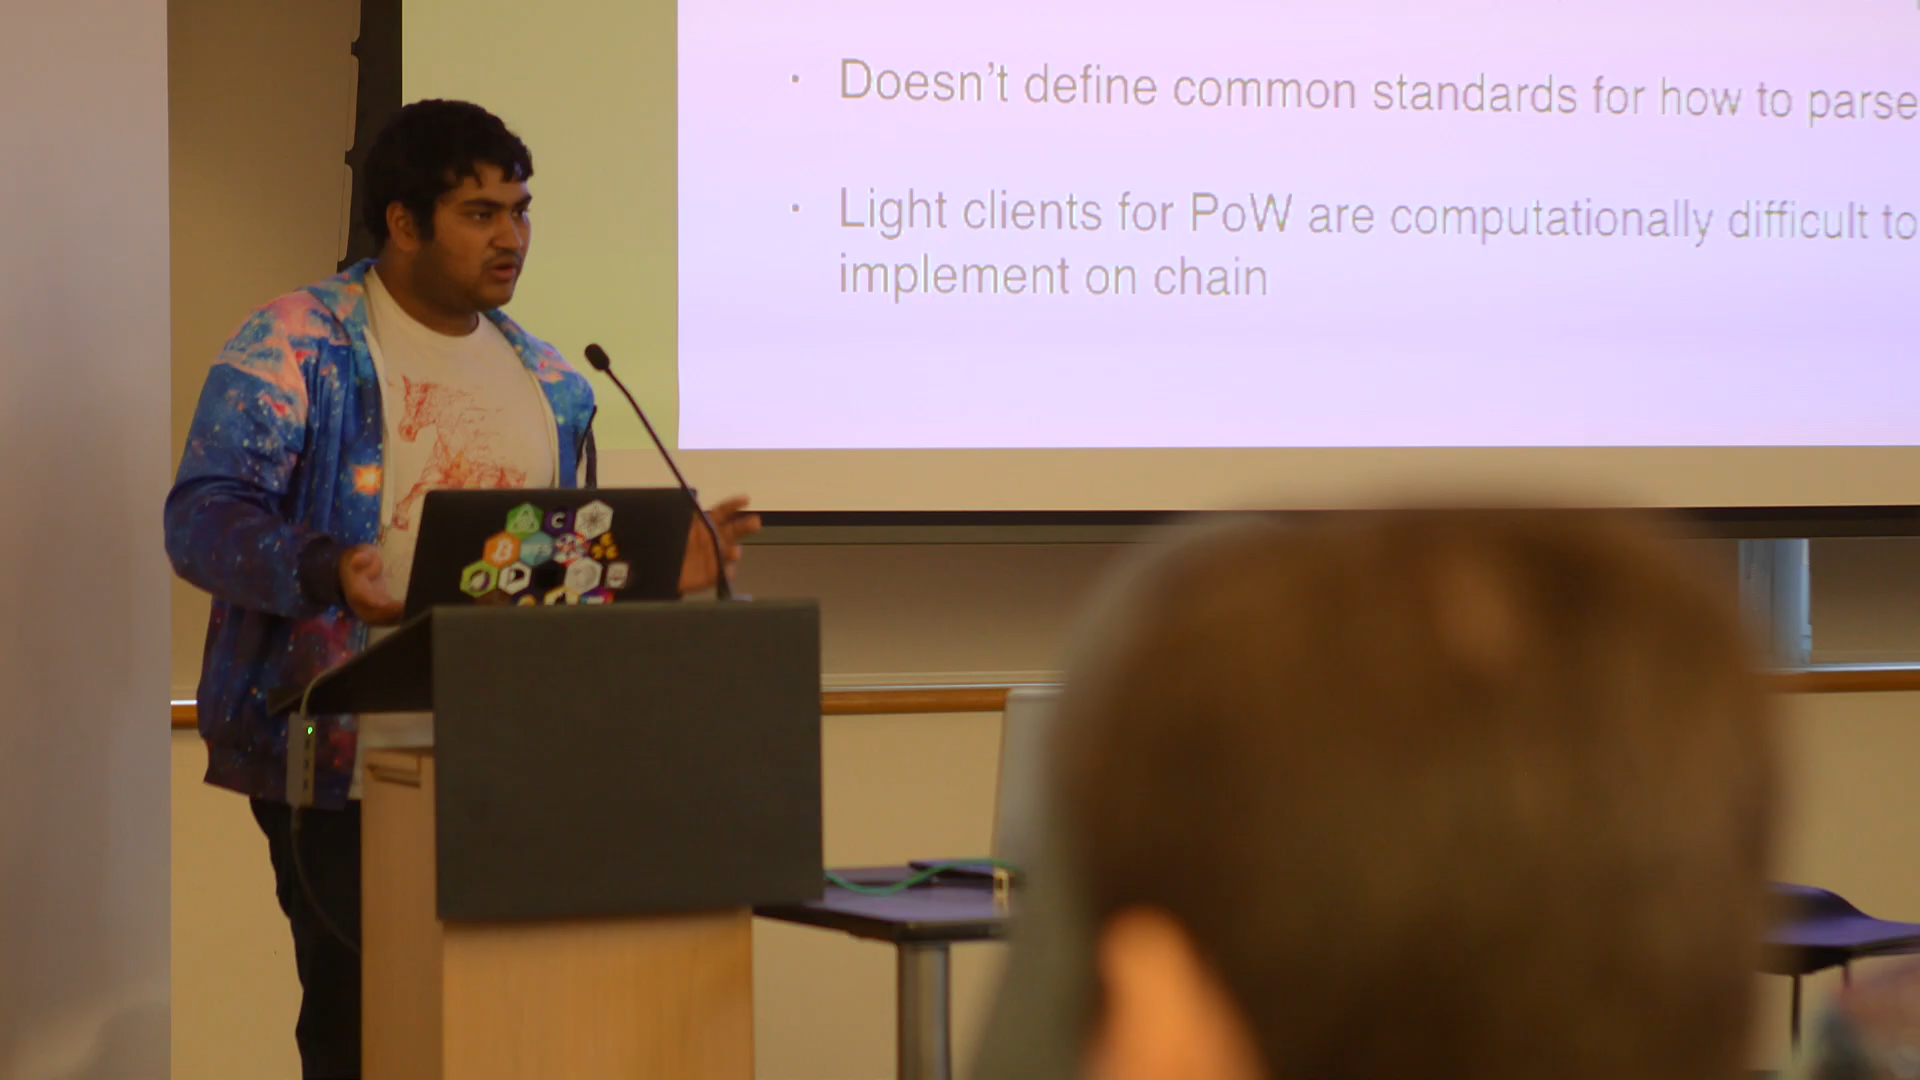 Doesn't define common standards for how to parse
Light clients for PoW are computationally difficult to
implement on chain